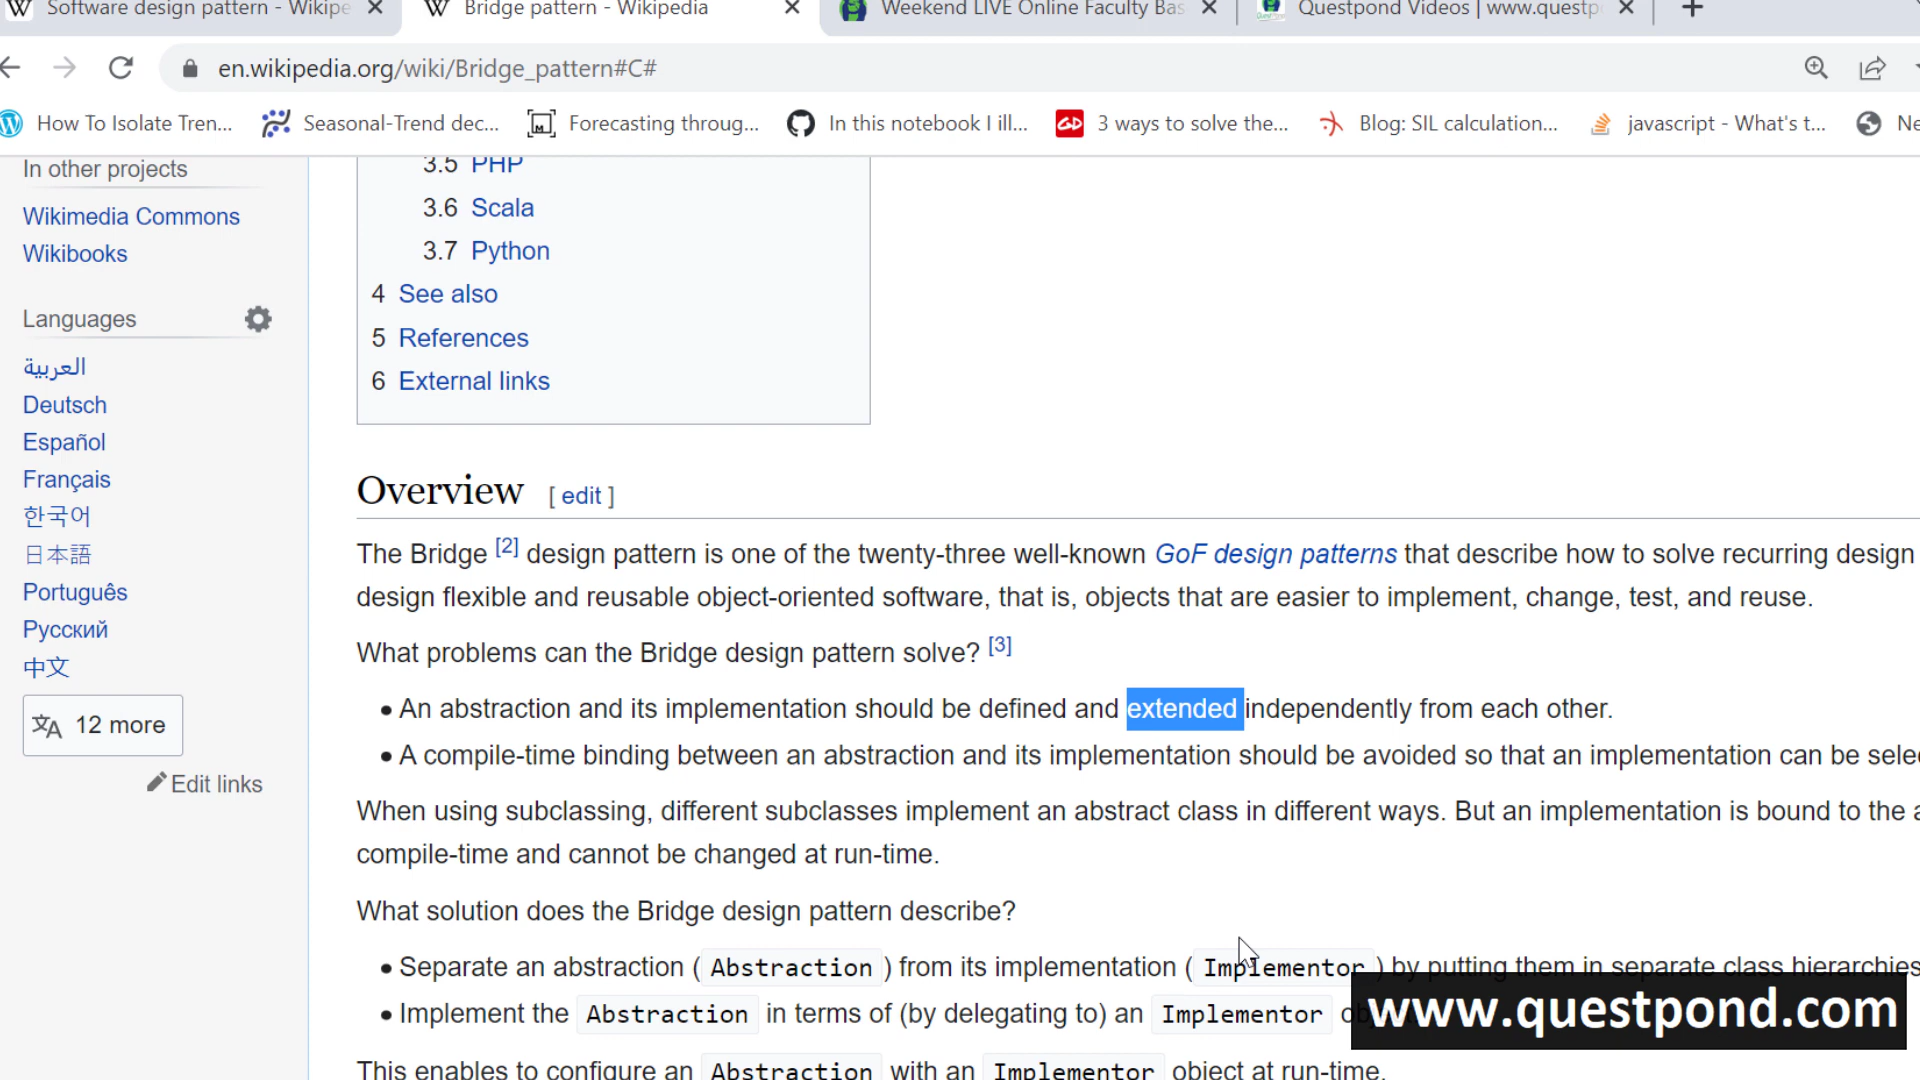 Software design pattern - Wikipe
Bridge pattern - Wikipedia
Weekend LIVE Online Faculty Bas
Questpond Videos | www.questp
en.wikipedia.org/wiki/Bridge_pattern#C#
How To Isolate Tren...
Seasonal-Trend dec...
Forecasting throug...
In this notebook I ill...
3 ways to solve the...
Blog: SIL calculation...
javascript - What's t...
Ne
In other projects
Wikimedia Commons
Wikibooks
Languages
العربية
Deutsch
Español
Français
한국어
日本語
Português
Русский
中文
12 more
Edit links
3.5 PHP
3.6 Scala
3.7 Python
4 See also
5 References
6 External links
Overview [ edit ]
The Bridge [2] design pattern is one of the twenty-three well-known GoF design patterns that describe how to solve recurring design
design flexible and reusable object-oriented software, that is, objects that are easier to implement, change, test, and reuse.
What problems can the Bridge design pattern solve? [3]
• An abstraction and its implementation should be defined and extended independently from each other.
• A compile-time binding between an abstraction and its implementation should be avoided so that an implementation can be sele
When using subclassing, different subclasses implement an abstract class in different ways. But an implementation is bound to the a
compile-time and cannot be changed at run-time.
What solution does the Bridge design pattern describe?
• Separate an abstraction ( Abstraction ) from its implementation ( Implementor ) by putting them in separate class hierarchies
• Implement the Abstraction in terms of (by delegating to) an Implementor
This enables to configure an Abstraction with an Implementor object at run-time.
www.questpond.com